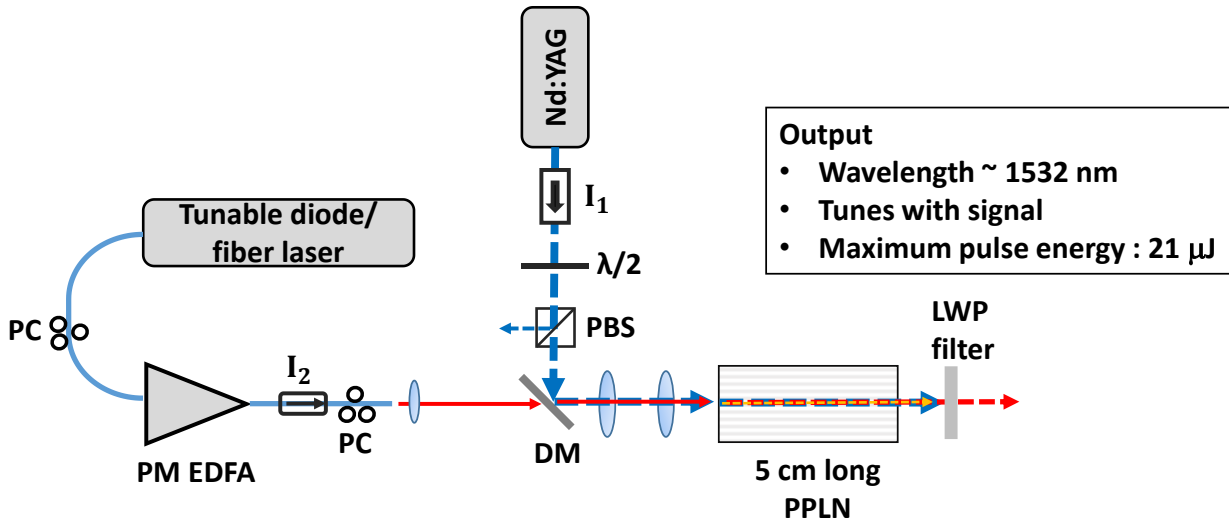 Nd:YAG
I₁
λ/2
PBS
Tunable diode/
fiber laser
PC
I₂
PC
PM EDFA
DM
5 cm long
PPLN
LWP
filter
Output
• Wavelength ~ 1532 nm
• Tunes with signal
• Maximum pulse energy : 21 μJ